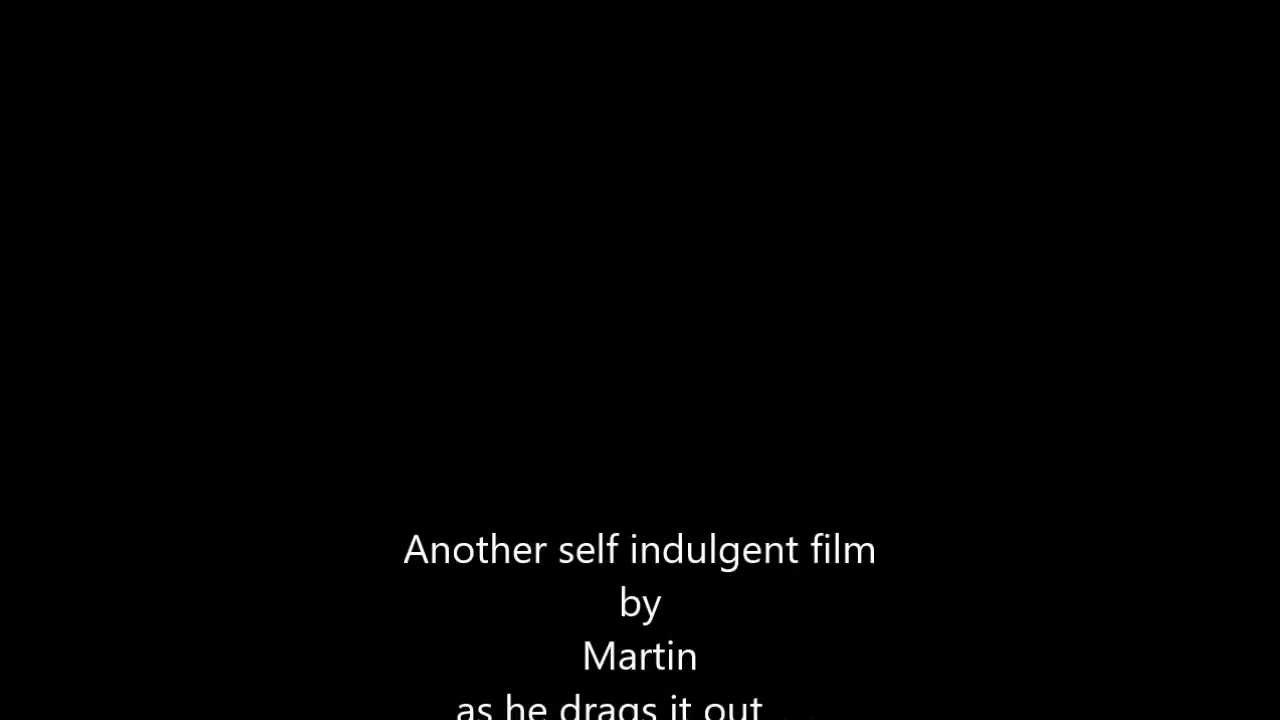 Another self indulgent film
by
Martin
as he drags it out ....